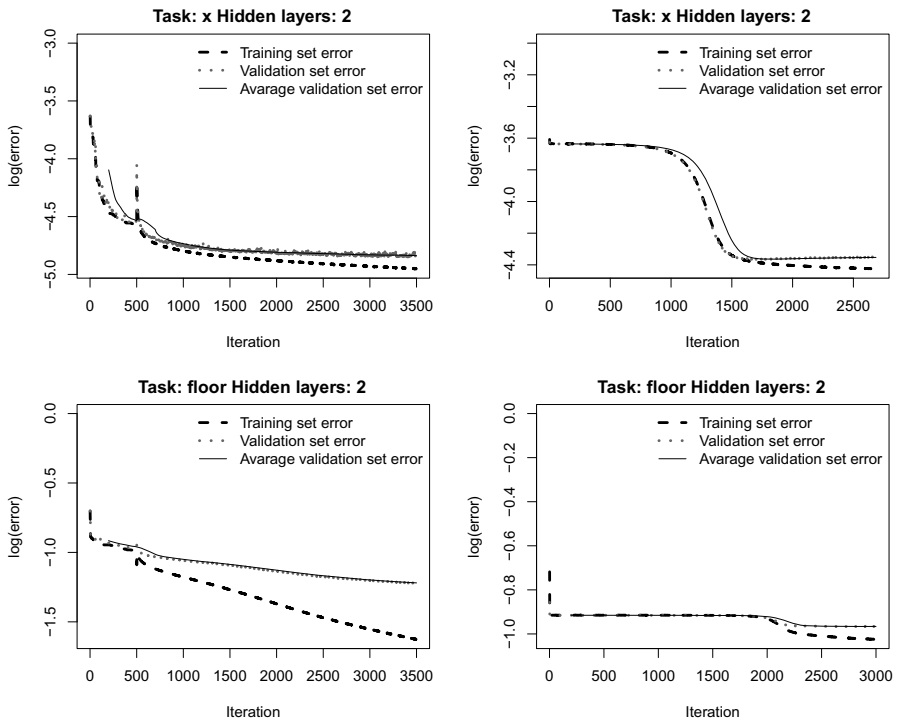 Task: x Hidden layers: 2
−3.0
−3.5
−4.0
−4.5
−5.0
log(error)
Training set error
Validation set error
Avarage validation set error
0 500 1000 1500 2000 2500 3000 3500
Iteration
Task: x Hidden layers: 2
−3.2
−3.6
−4.0
−4.4
log(error)
Training set error
Validation set error
Avarage validation set error
0 500 1000 1500 2000 2500
Iteration
Task: floor Hidden layers: 2
0.0
−0.5
−1.0
−1.5
log(error)
Training set error
Validation set error
Avarage validation set error
0 500 1000 1500 2000 2500 3000 3500
Iteration
Task: floor Hidden layers: 2
0.0
−0.2
−0.4
−0.6
−0.8
−1.0
log(error)
Training set error
Validation set error
Avarage validation set error
0 500 1000 1500 2000 2500 3000
Iteration